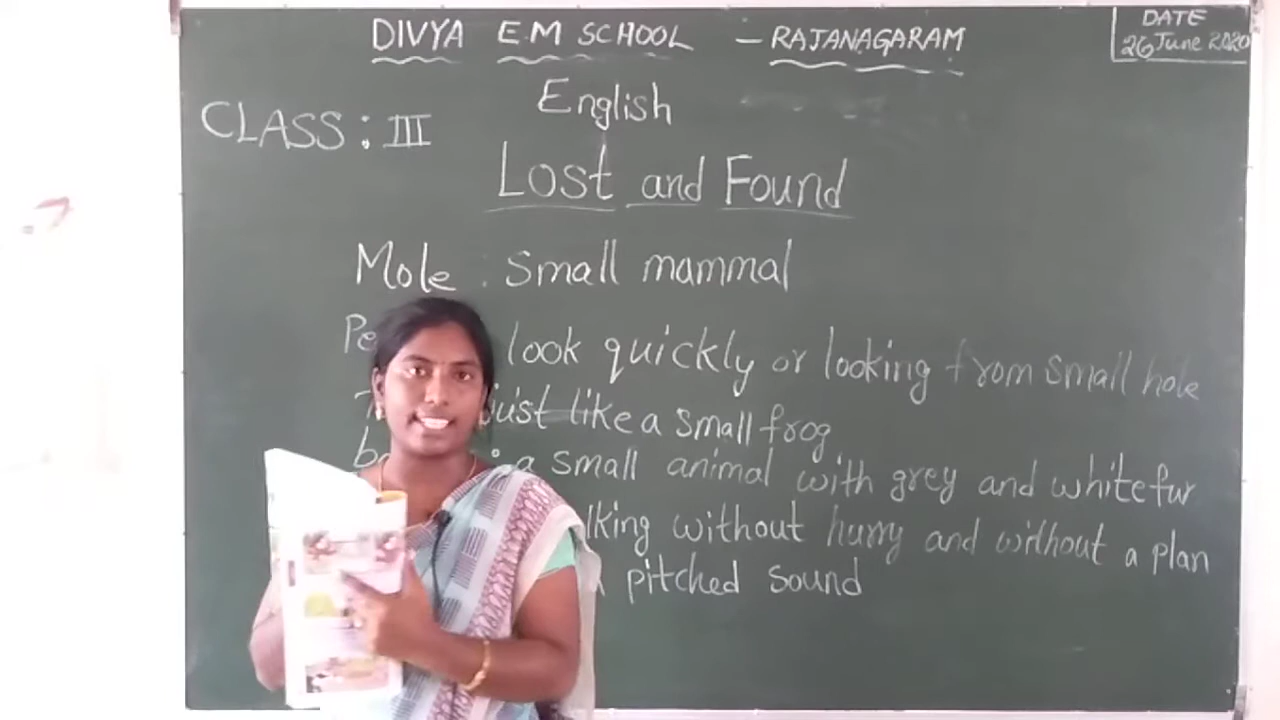 DIVYA E.M SCHOOL - RAJANAGARAM
DATE
26 June 2020
English
CLASS : III
Lost and Found
Mole : Small mammal
look quickly or looking from small hole
just like a small frog
a small animal with grey and white fur
lking without hurry and without a plan
pitched sound